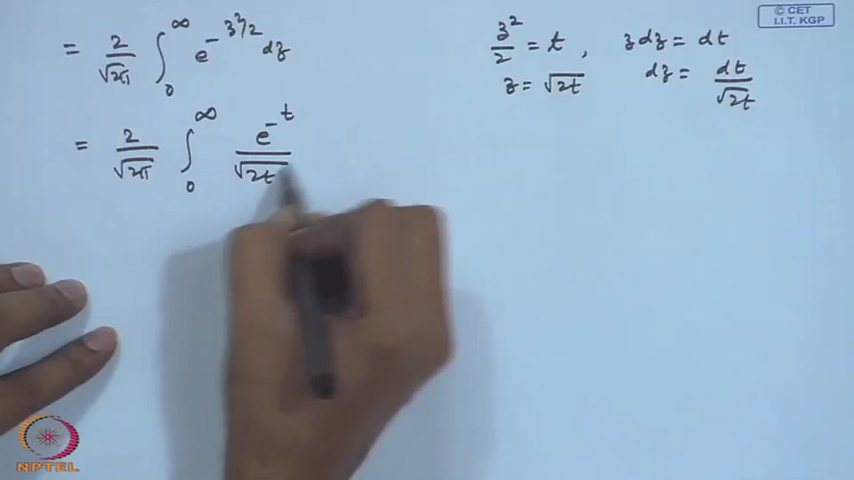 = 2/√2π ∫₀^∞ e^(-z²/2) dz
z²/2 = t , z dz = dt
z = √2t dz = dt/√2t
= 2/√2π ∫₀^∞ e^(-t)/√2t
© CET
I.I.T. KGP
NPTEL